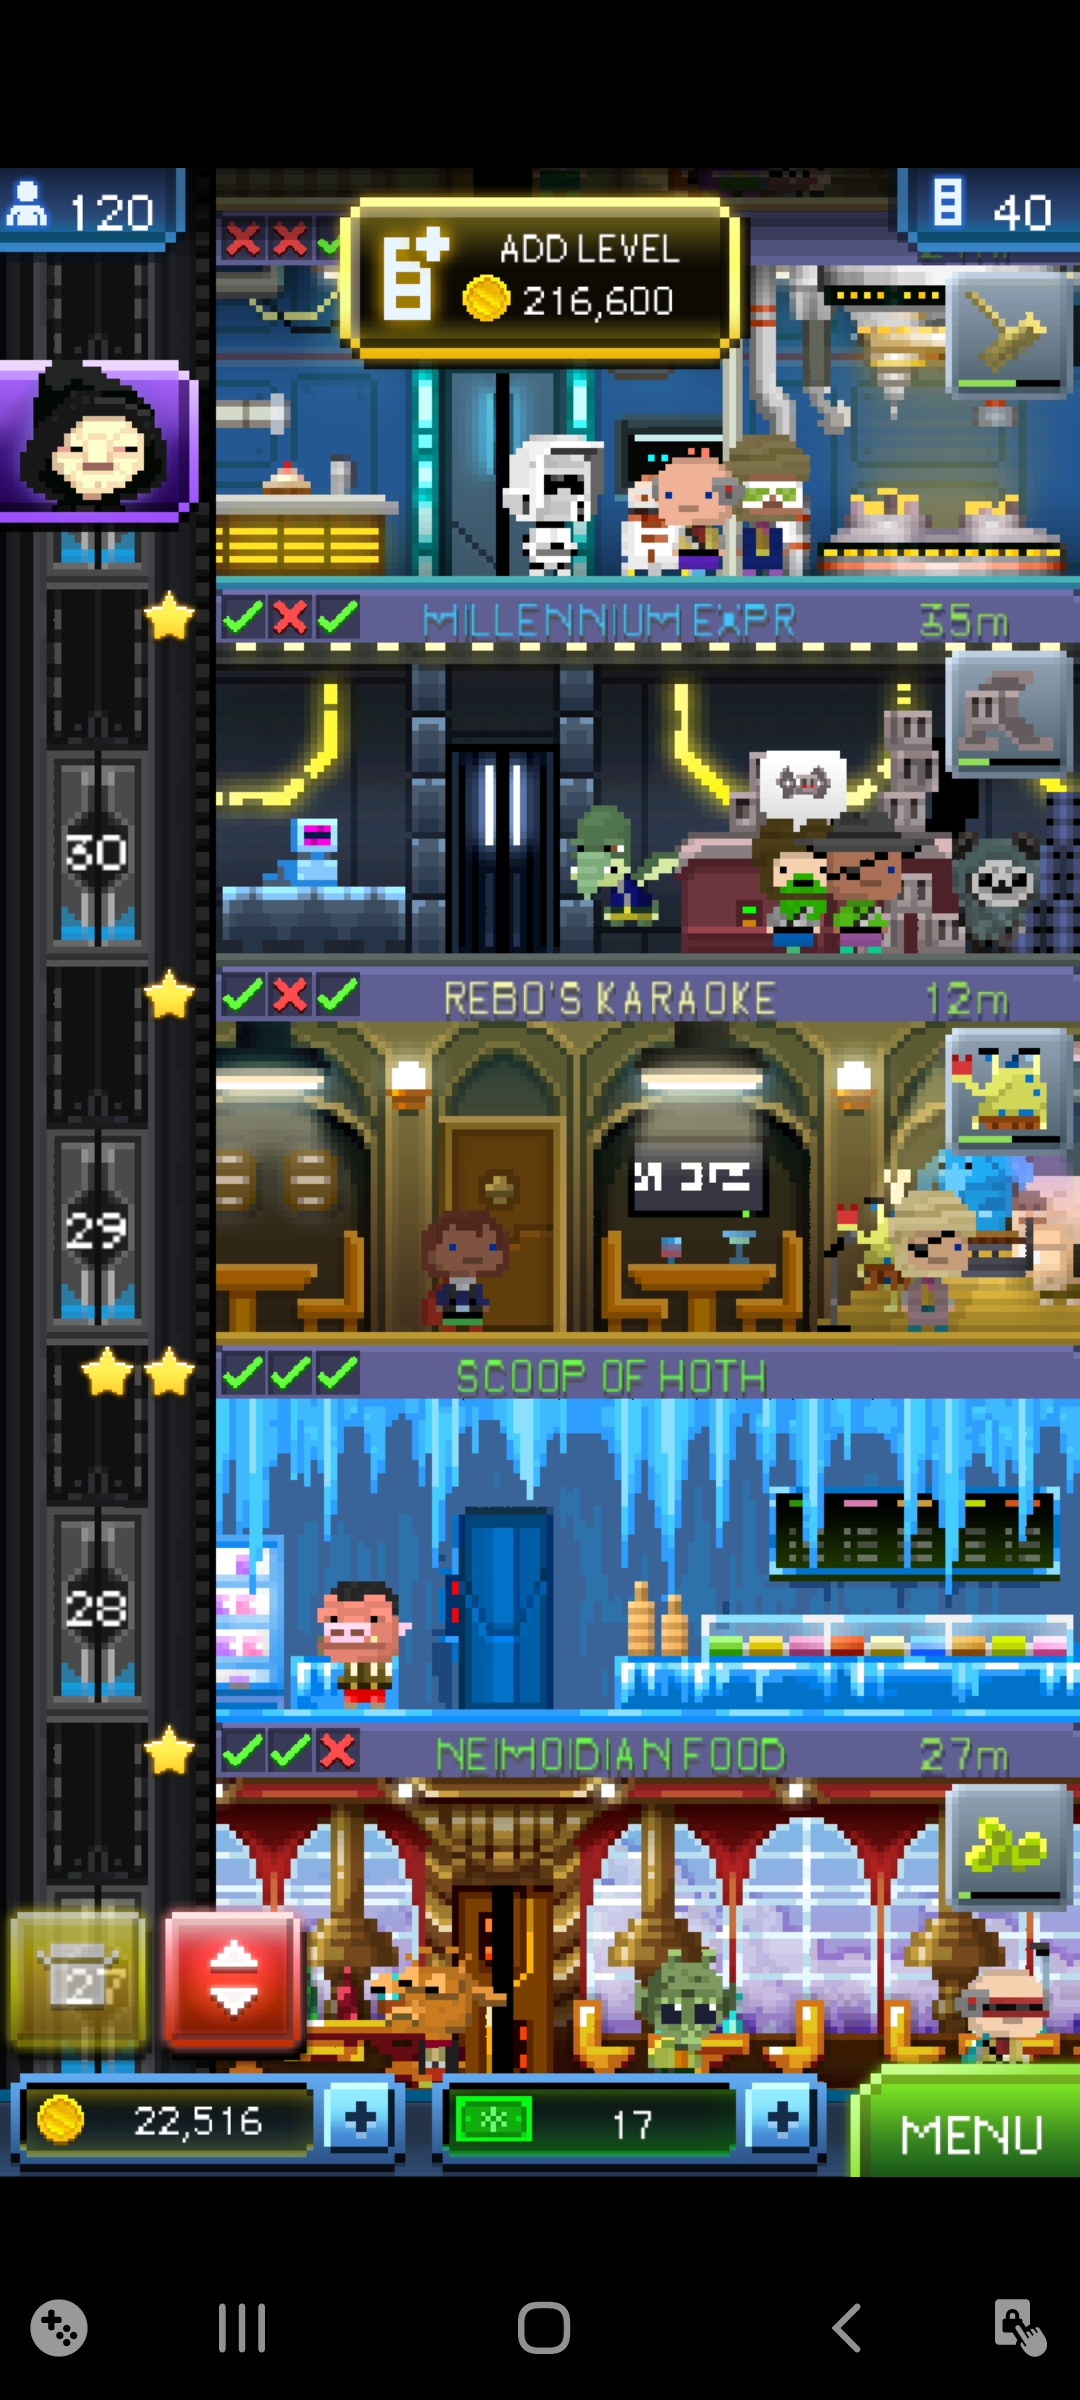 120
40
ADD LEVEL
216,600
MILLENNIUM EXPR 35m
30
REBO'S KARAOKE 12m
29
SCOOP OF HOTH
28
NEIMOIDIAN FOOD 27m
27
22,516
17
MENU